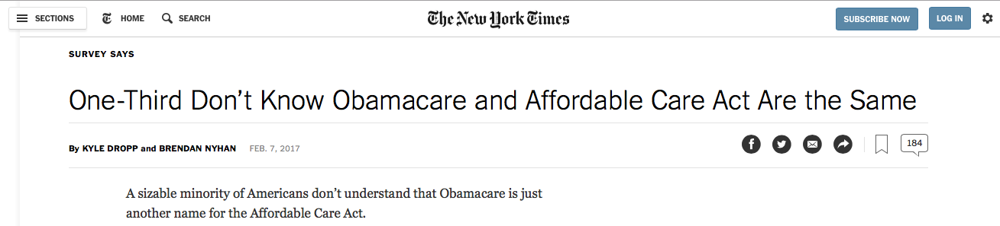 SECTIONS HOME SEARCH The New York Times SUBSCRIBE NOW LOG IN
SURVEY SAYS
One-Third Don’t Know Obamacare and Affordable Care Act Are the Same
By KYLE DROPP and BRENDAN NYHAN FEB. 7, 2017 184
A sizable minority of Americans don’t understand that Obamacare is just
another name for the Affordable Care Act.